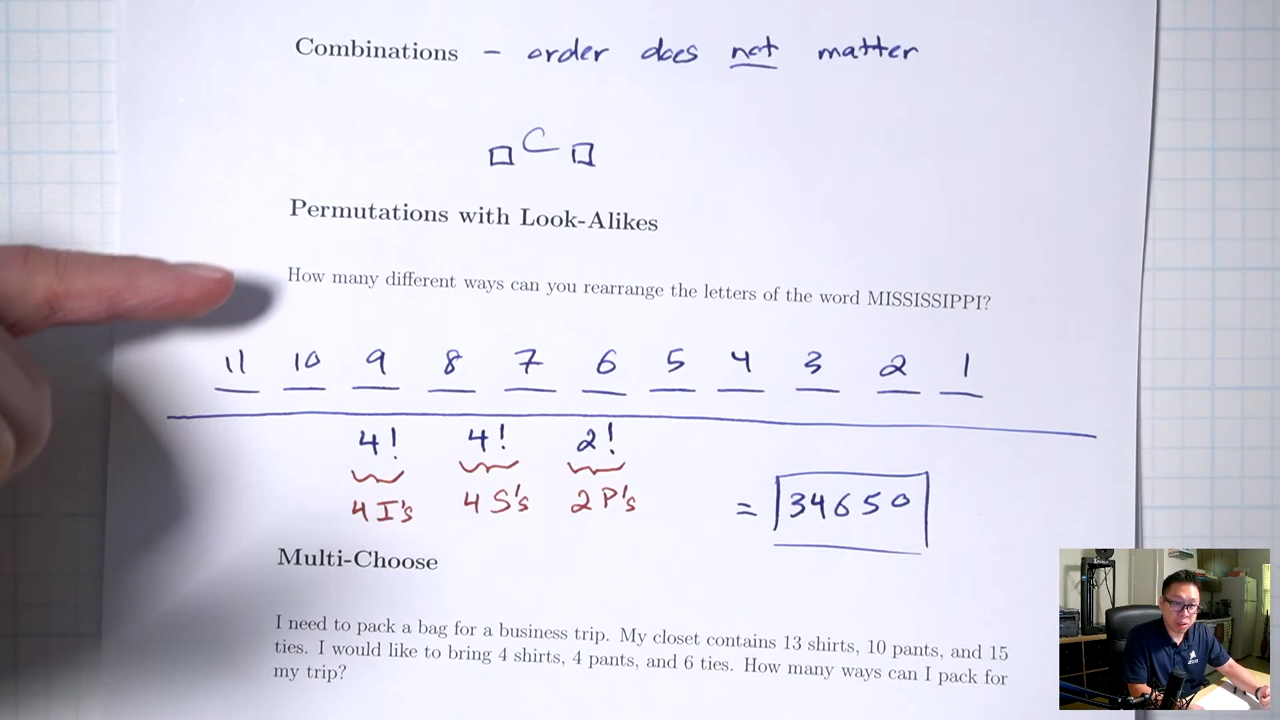 Combinations - order does not matter
□ C □
Permutations with Look-Alikes
How many different ways can you rearrange the letters of the word MISSISSIPPI?
11 10 9 8 7 6 5 4 3 2 1
4! 4! 2!
4 I's 4 S's 2 P's
= 34650
Multi-Choose
I need to pack a bag for a business trip. My closet contains 13 shirts, 10 pants, and 15
ties. I would like to bring 4 shirts, 4 pants, and 6 ties. How many ways can I pack for
my trip?